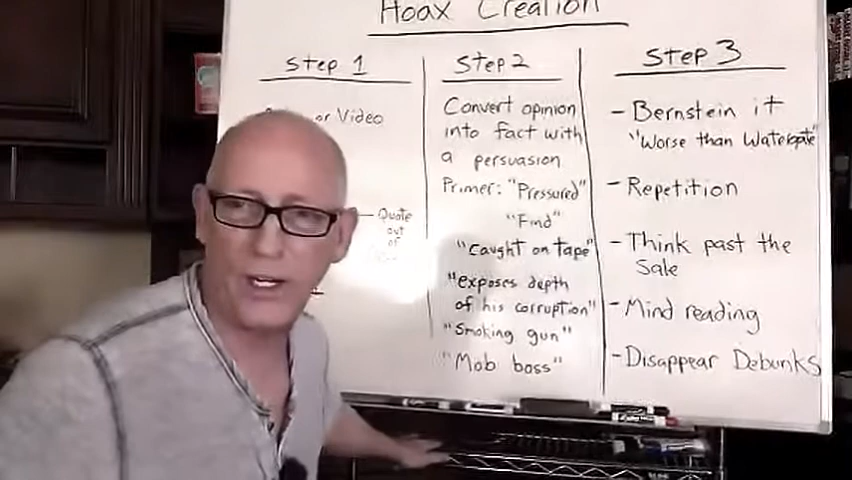 Hoax Creation
Step 1
or Video
Quote
out
of
Step 2
Convert opinion
into fact with
a persuasion
Primer: "Pressured"
"Find"
"Caught on tape"
"exposes depth
of his corruption"
"Smoking gun"
"Mob boss"
Step 3
- Bernstein it
"Worse than Watergate"
- Repetition
- Think past the
Sale
- Mind reading
- Disappear Debunks